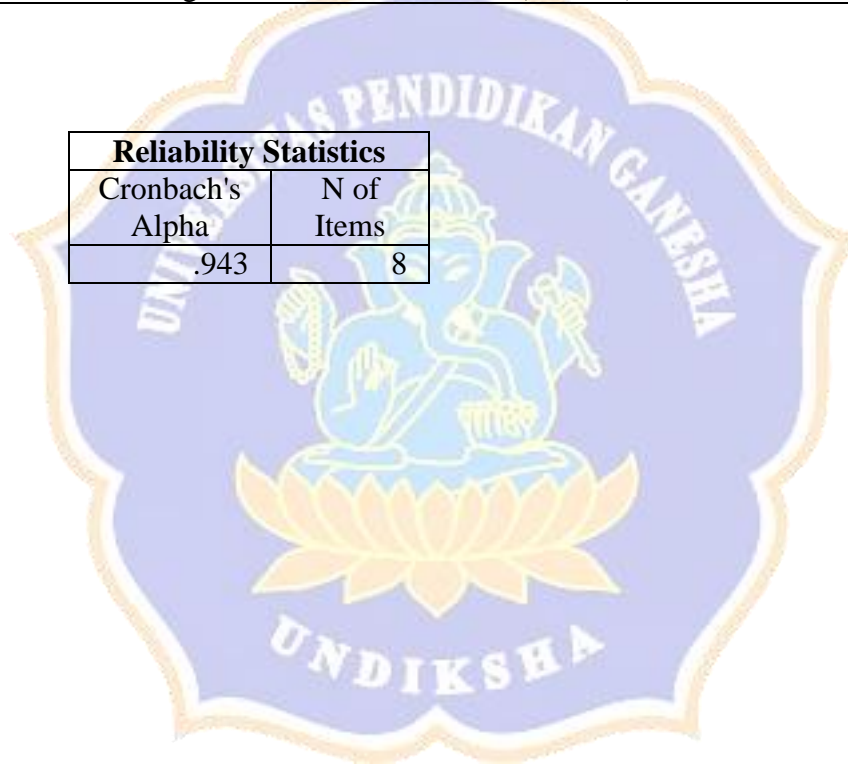 UNIVERSITAS PENDIDIKAN GANESHA
Reliability Statistics
Cronbach's Alpha
N of Items
.943
8
UNDIKSHA